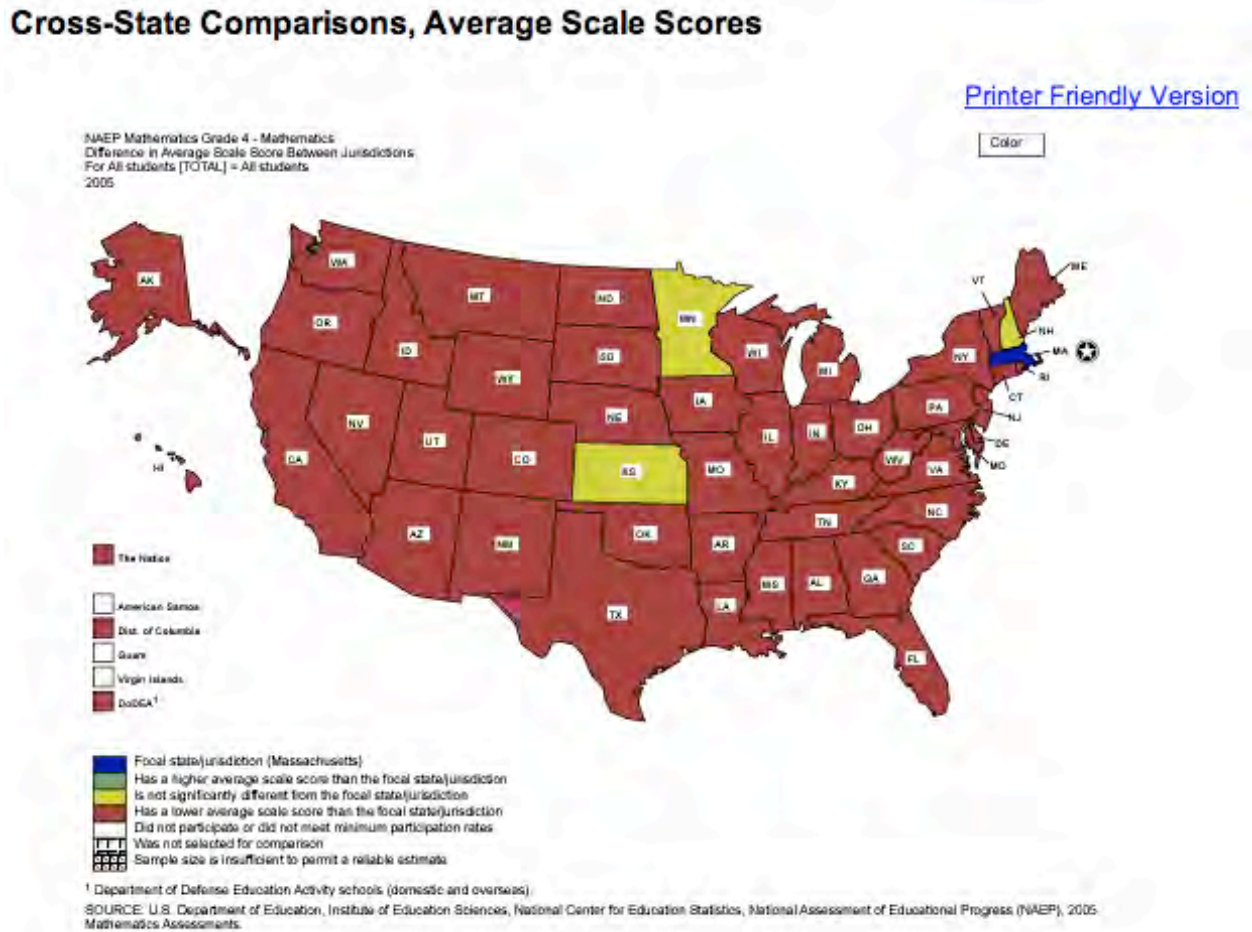 Cross-State Comparisons, Average Scale Scores
Printer Friendly Version
Color
NAEP Mathematics Grade 4 - Mathematics
Difference in Average Scale Score Between Jurisdictions
For All students [TOTAL] = All students
2005
AK
WA
MT
ND
MN
VT
ME
OR
ID
SD
WI
MI
NY
NH
MA
RI
WY
CT
NJ
IA
PA
NE
NV
UT
CO
IL
IN
OH
DE
MD
HI
CA
KS
MO
WV
VA
KY
NC
TN
AZ
NM
OK
AR
SC
MS
AL
GA
TX
LA
FL
The Nation
American Samoa
Dist. of Columbia
Guam
Virgin Islands
DoDEA¹
Focal state/jurisdiction (Massachusetts)
Has a higher average scale score than the focal state/jurisdiction
Is not significantly different from the focal state/jurisdiction
Has a lower average scale score than the focal state/jurisdiction
Did not participate or did not meet minimum participation rates
Was not selected for comparison
Sample size is insufficient to permit a reliable estimate
¹ Department of Defense Education Activity schools (domestic and overseas).
SOURCE: U.S. Department of Education, Institute of Education Sciences, National Center for Education Statistics, National Assessment of Educational Progress (NAEP), 2005
Mathematics Assessments.